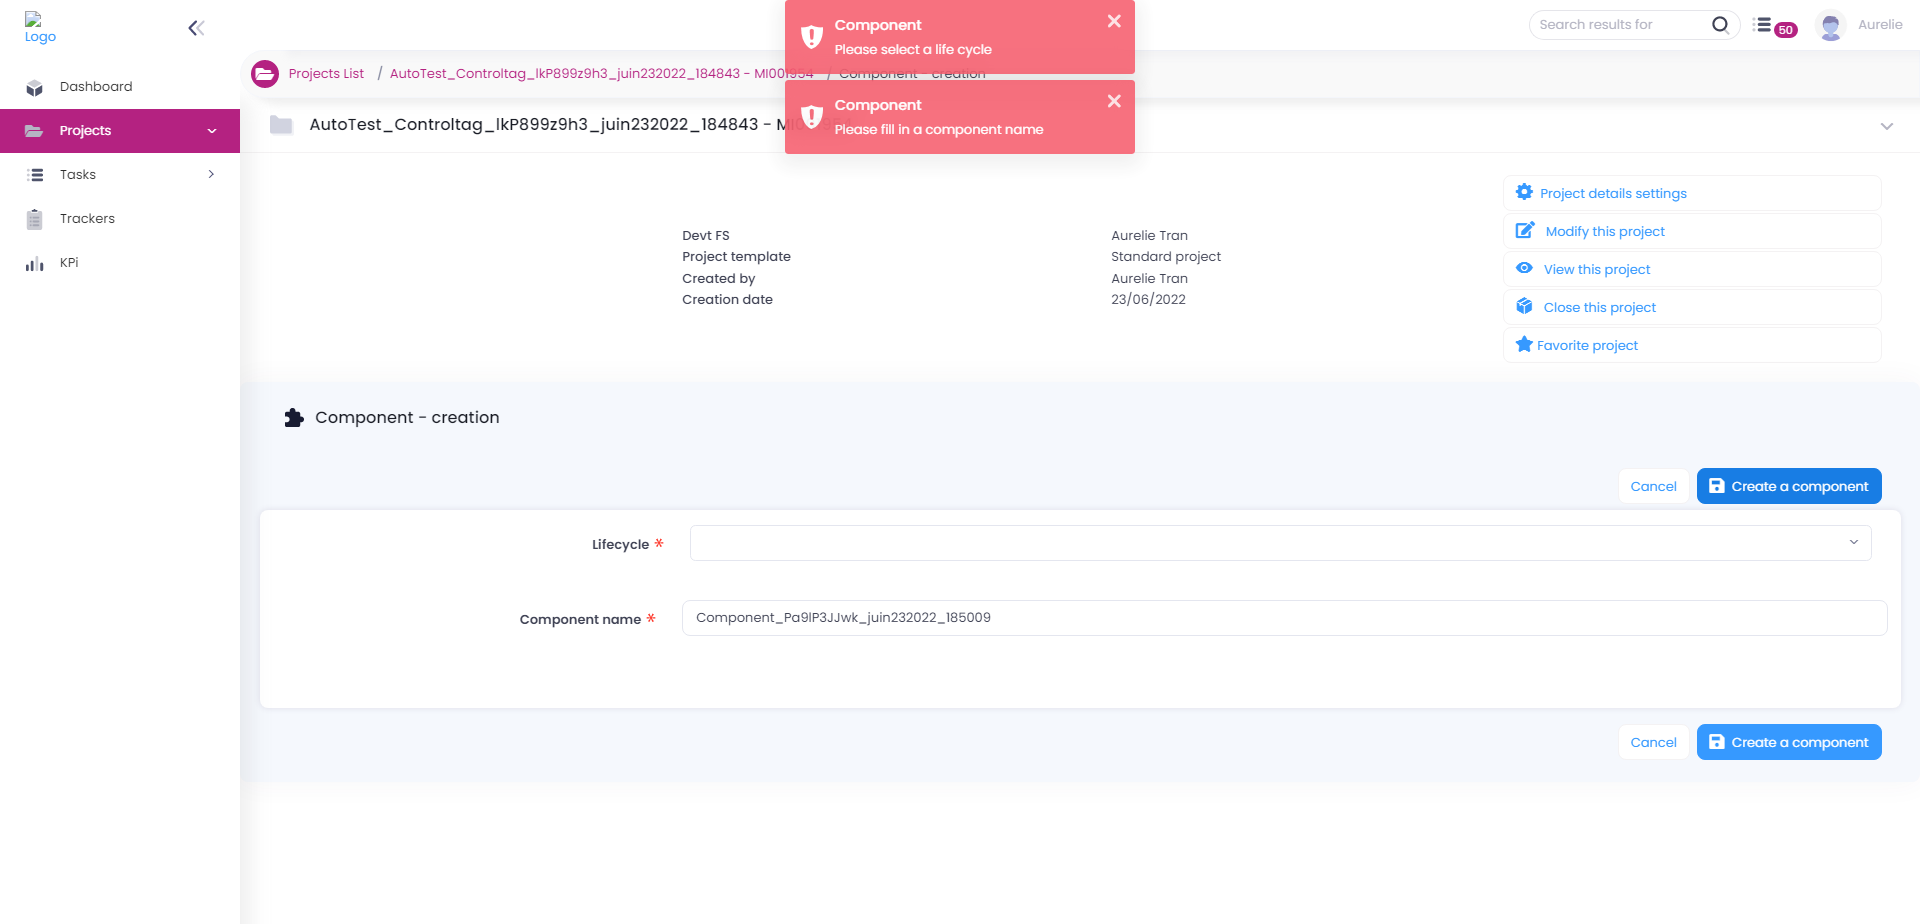 Logo
Component
Please select a life cycle
Search results for
50
Aurelie
Projects List / AutoTest_Controltag_lkP899z9h3_juin232022_184843 - MI001954 / Component - creation
Dashboard
Component
Please fill in a component name
AutoTest_Controltag_lkP899z9h3_juin232022_184843 - MI001954
Projects
Tasks
Trackers
KPi
Project details settings
Modify this project
View this project
Close this project
Favorite project
Devt FS Aurelie Tran
Project template Standard project
Created by Aurelie Tran
Creation date 23/06/2022
Component - creation
Cancel Create a component
Lifecycle *
Component name * Component_Pa9lP3JJwk_juin232022_185009
Cancel Create a component